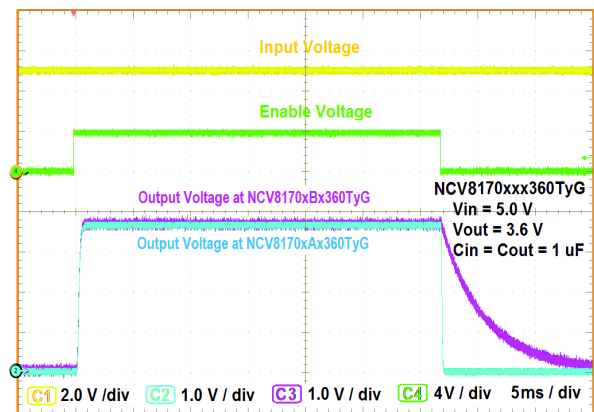 Input Voltage
Enable Voltage
Output Voltage at NCV8170xBx360TyG
NCV8170xxx360TyG
Vin = 5.0 V
Vout = 3.6 V
Cin = Cout = 1 uF
Output Voltage at NCV8170xAx360TyG
C1 2.0 V /div C2 1.0 V / div C3 1.0 V / div C4 4V / div 5ms / div